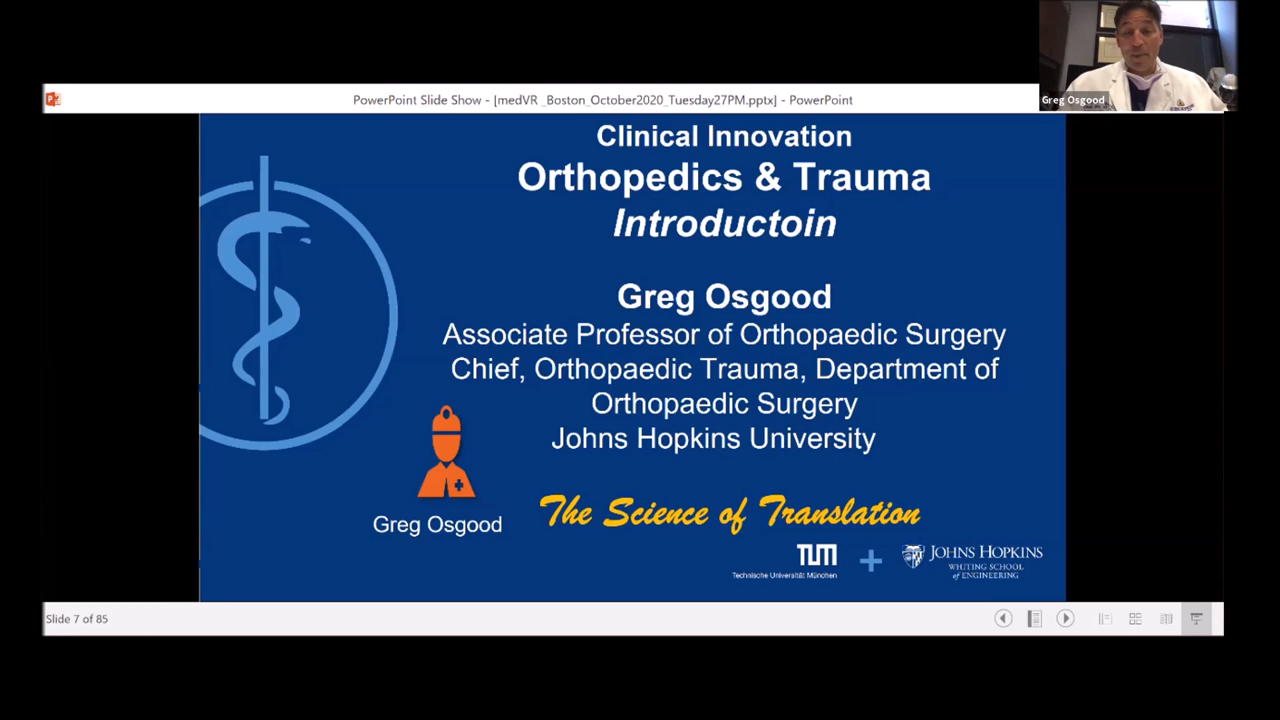 Greg Osgood
PowerPoint Slide Show - [medVR _Boston_October2020_Tuesday27PM.pptx] - PowerPoint
Clinical Innovation
Orthopedics & Trauma
Introductoin
Greg Osgood
Associate Professor of Orthopaedic Surgery
Chief, Orthopaedic Trauma, Department of
Orthopaedic Surgery
Johns Hopkins University
Greg Osgood
The Science of Translation
TUM
Technische Universität München
JOHNS HOPKINS
WHITING SCHOOL
of ENGINEERING
Slide 7 of 85